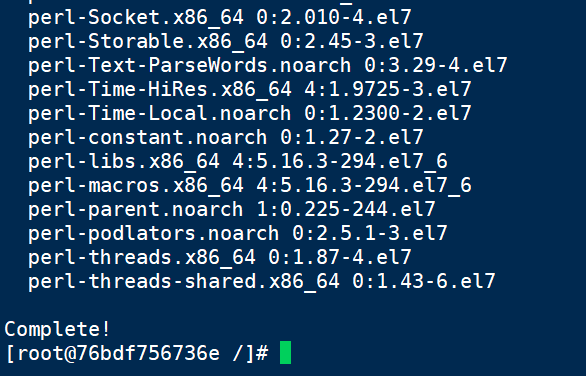 perl-Socket.x86_64 0:2.010-4.el7
perl-Storable.x86_64 0:2.45-3.el7
perl-Text-ParseWords.noarch 0:3.29-4.el7
perl-Time-HiRes.x86_64 4:1.9725-3.el7
perl-Time-Local.noarch 0:1.2300-2.el7
perl-constant.noarch 0:1.27-2.el7
perl-libs.x86_64 4:5.16.3-294.el7_6
perl-macros.x86_64 4:5.16.3-294.el7_6
perl-parent.noarch 1:0.225-244.el7
perl-podlators.noarch 0:2.5.1-3.el7
perl-threads.x86_64 0:1.87-4.el7
perl-threads-shared.x86_64 0:1.43-6.el7
Complete!
[root@76bdf756736e /]#